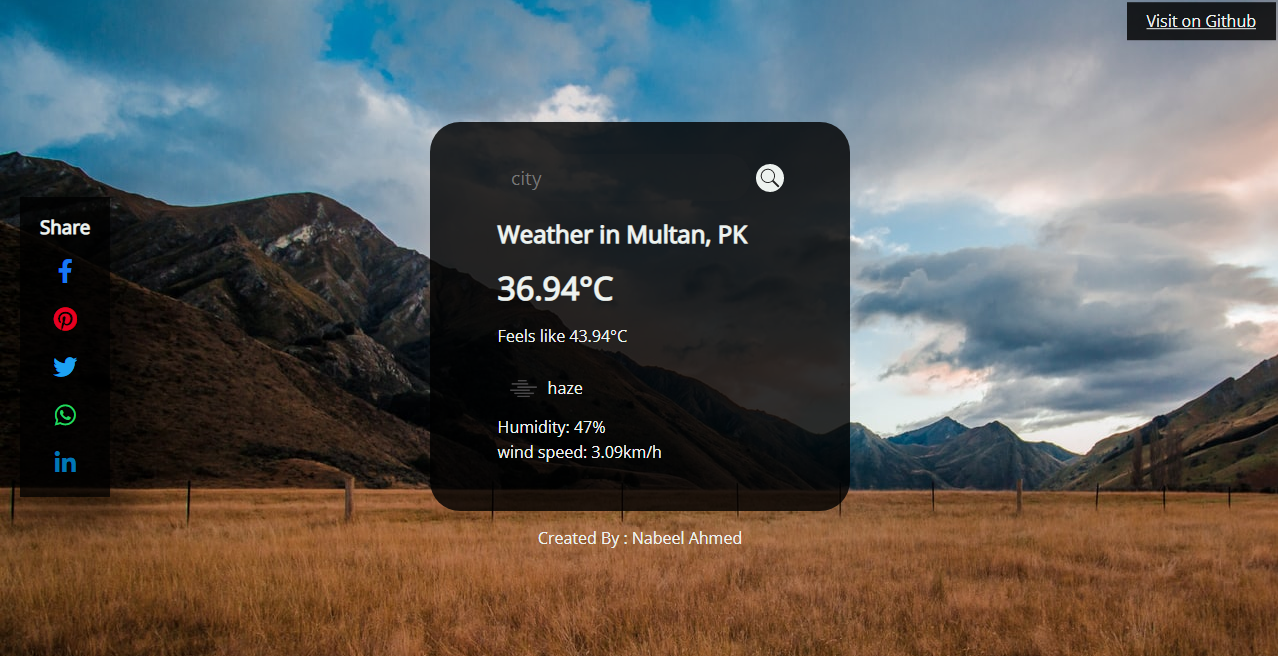 Visit on Github
city
Weather in Multan, PK
36.94°C
Feels like 43.94°C
haze
Humidity: 47%
wind speed: 3.09km/h
Share
Created By : Nabeel Ahmed